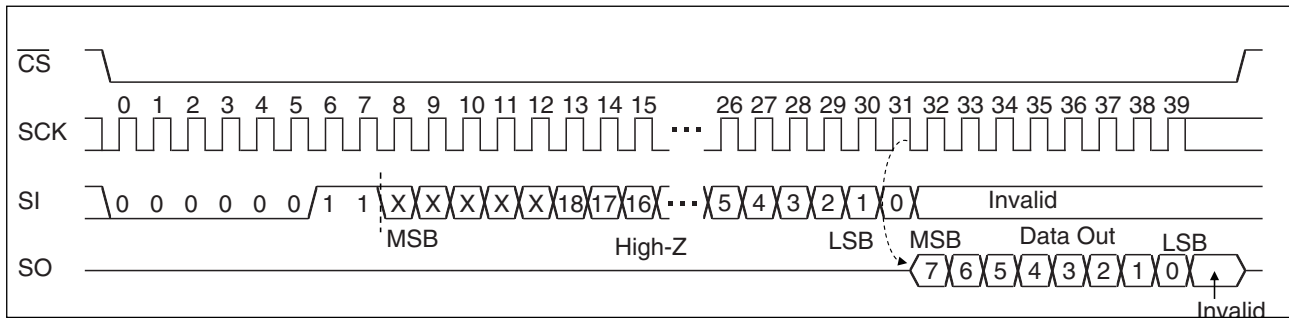 CS
0 1 2 3 4 5 6 7 8 9 10 11 12 13 14 15 26 27 28 29 30 31 32 33 34 35 36 37 38 39
SCK ...
SI 0 0 0 0 0 0 1 1 X X X X X 18 17 16 ... 5 4 3 2 1 0 Invalid
MSB High-Z LSB MSB Data Out LSB
SO 7 6 5 4 3 2 1 0
Invalid